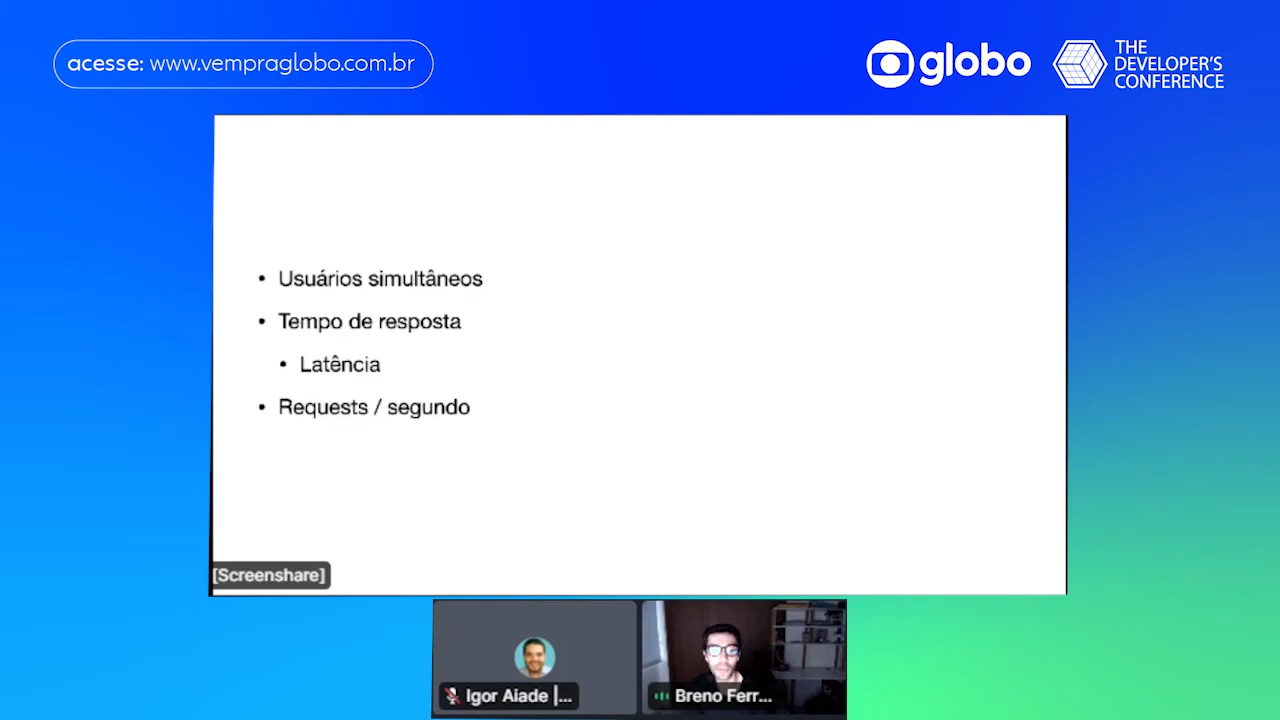 acesse: www.vempraglobo.com.br
globo
THE
DEVELOPER'S
CONFERENCE
• Usuários simultâneos
• Tempo de resposta
• Latência
• Requests / segundo
[Screenshare]
Igor Aiade |...
Breno Ferr...